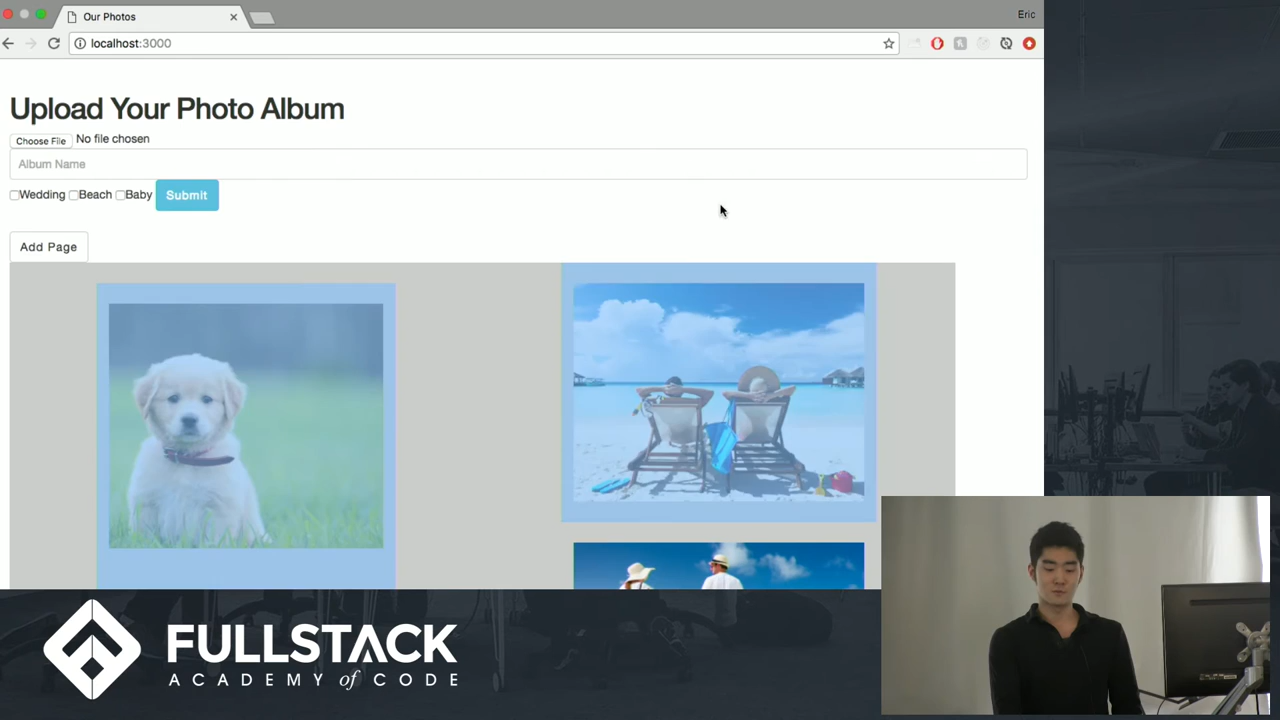 Our Photos
Eric
localhost:3000
Upload Your Photo Album
Choose File No file chosen
Album Name
Wedding Beach Baby Submit
Add Page
FULLSTACK
ACADEMY of CODE